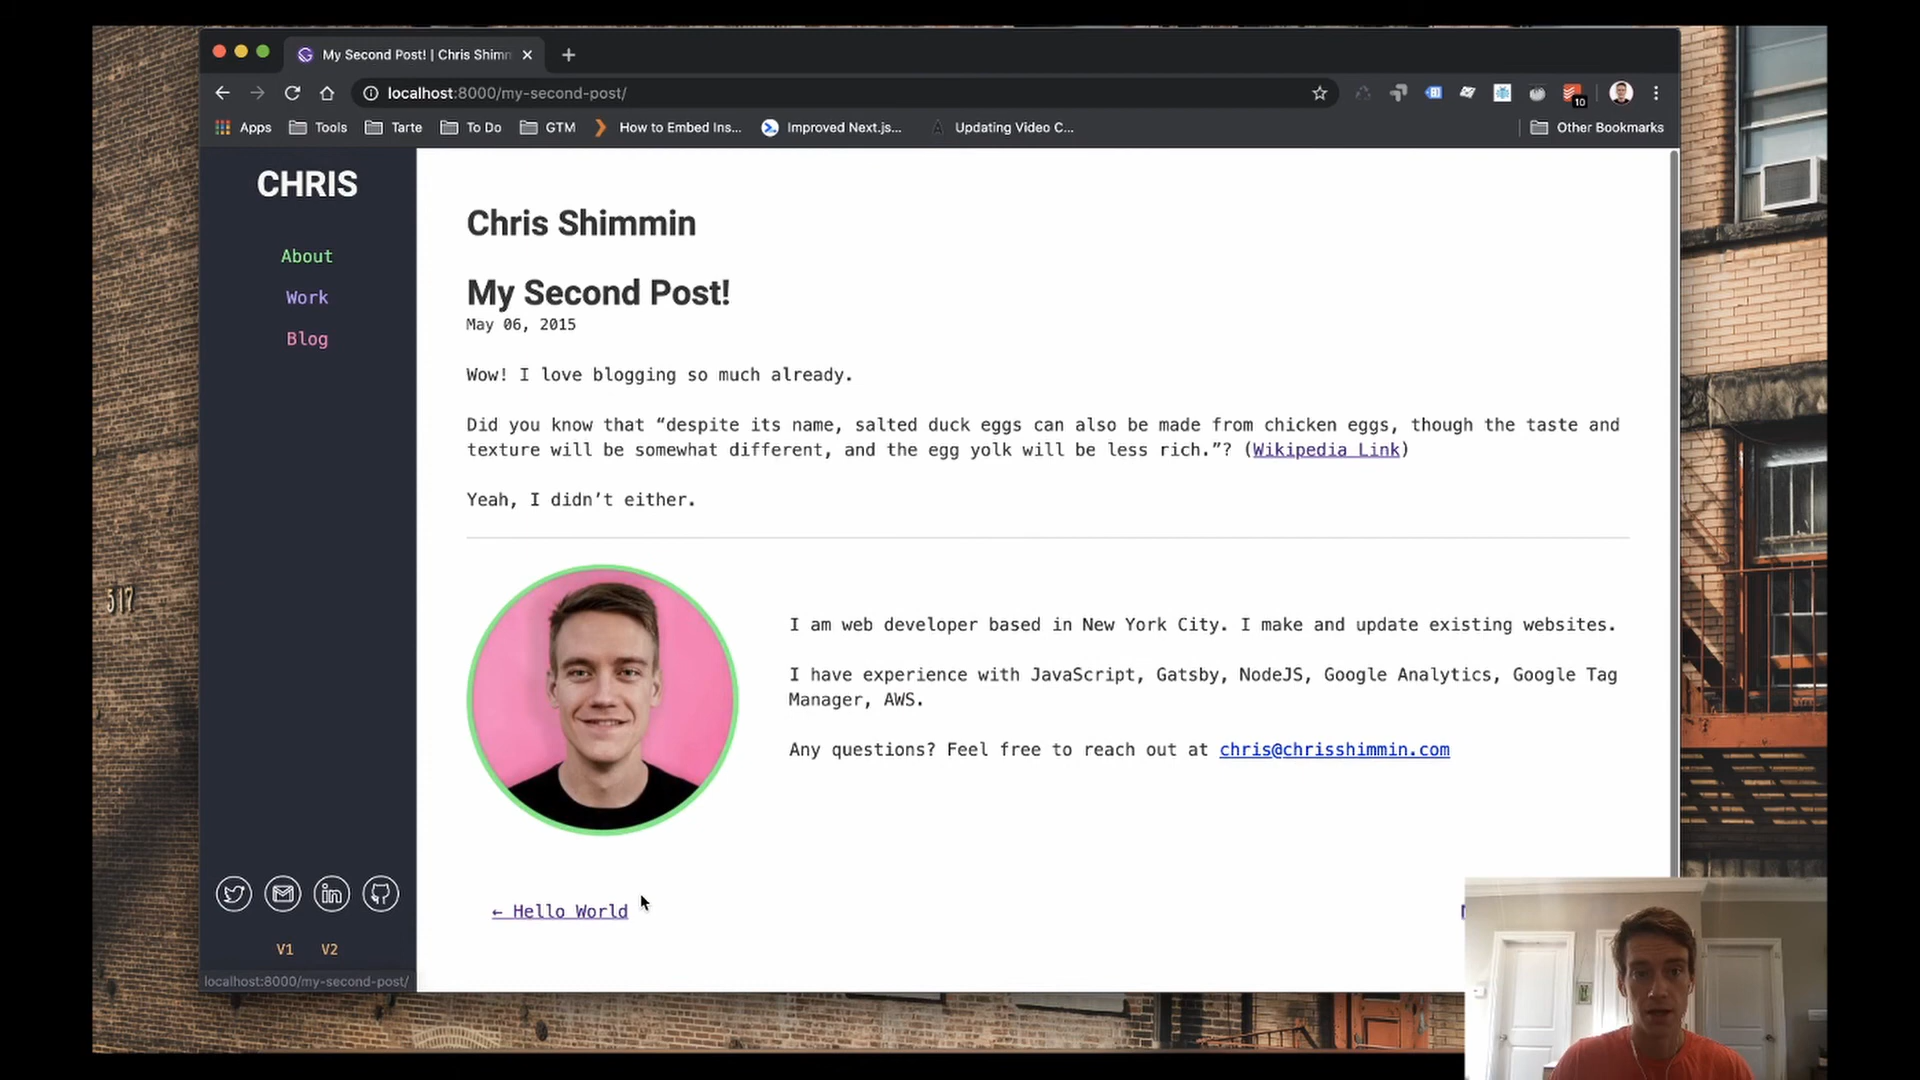 My Second Post! | Chris Shimm
localhost:8000/my-second-post/
10
Apps Tools Tarte To Do GTM How to Embed Ins... Improved Next.js... Updating Video C... Other Bookmarks
CHRIS
About
Work
Blog
V1 V2
localhost:8000/my-second-post/
Chris Shimmin
My Second Post!
May 06, 2015
Wow! I love blogging so much already.
Did you know that “despite its name, salted duck eggs can also be made from chicken eggs, though the taste and
texture will be somewhat different, and the egg yolk will be less rich.”? (Wikipedia Link)
Yeah, I didn’t either.
I am web developer based in New York City. I make and update existing websites.
I have experience with JavaScript, Gatsby, NodeJS, Google Analytics, Google Tag
Manager, AWS.
Any questions? Feel free to reach out at chris@chrisshimmin.com
← Hello World
517